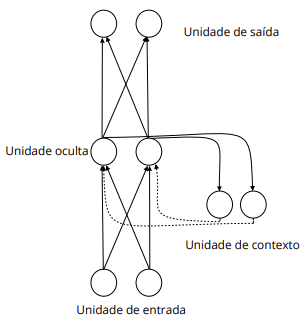 Unidade de saída
Unidade oculta
Unidade de contexto
Unidade de entrada